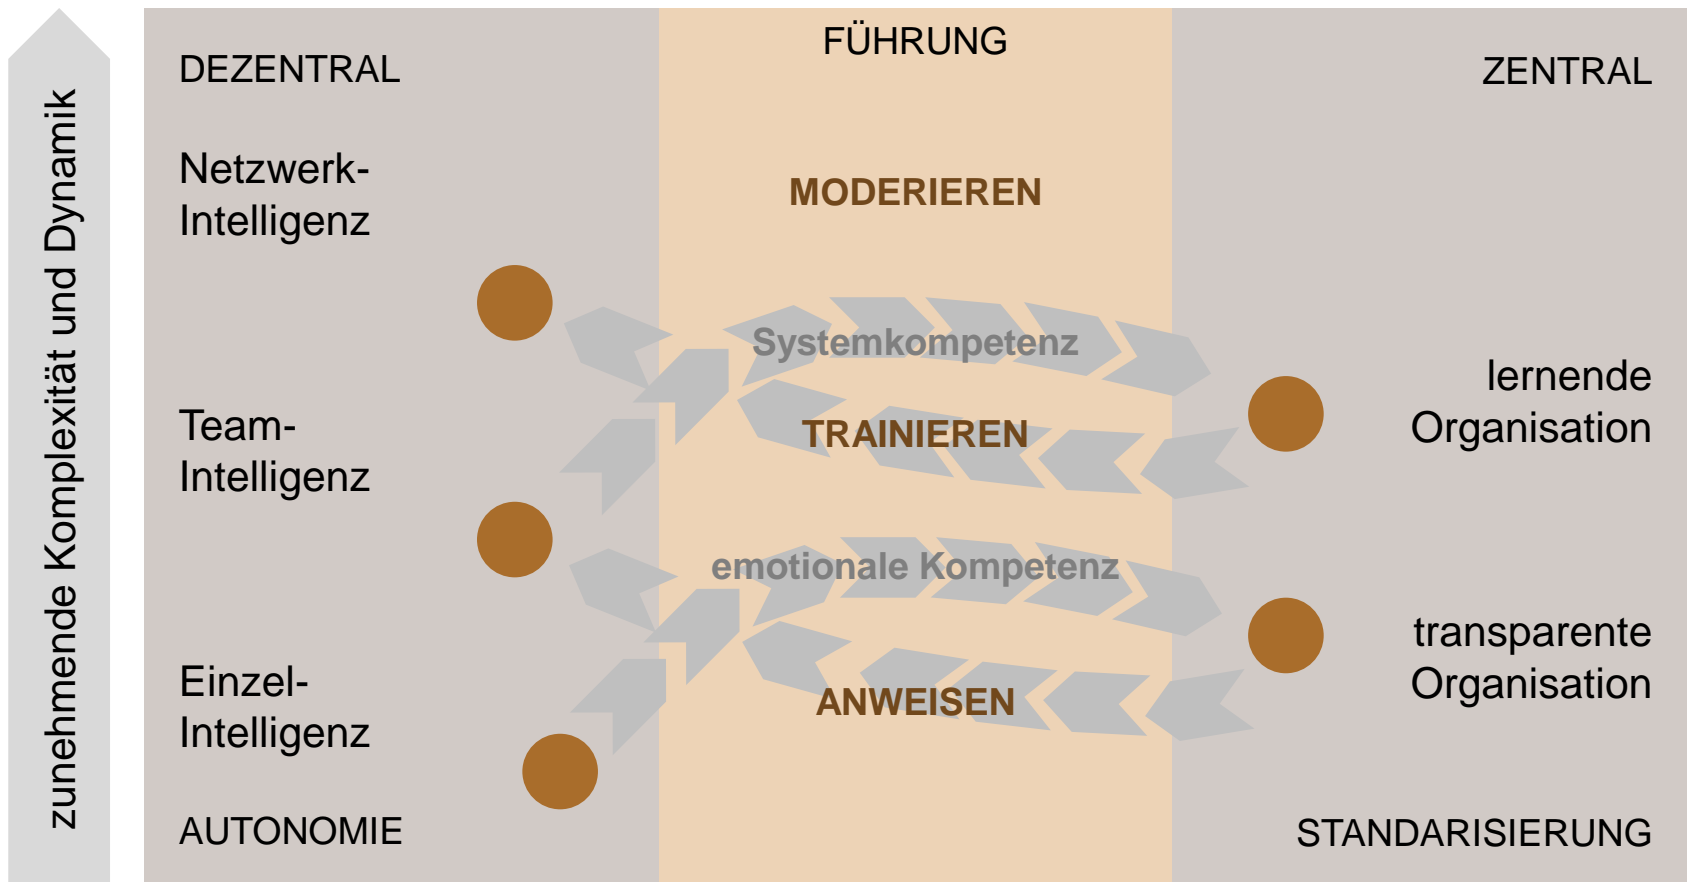 zunehmende Komplexität und Dynamik
DEZENTRAL
FÜHRUNG
ZENTRAL
Netzwerk-
Intelligenz
MODERIEREN
Systemkompetenz
lernende
Organisation
Team-
Intelligenz
TRAINIEREN
emotionale Kompetenz
transparente
Organisation
Einzel-
Intelligenz
ANWEISEN
AUTONOMIE
STANDARISIERUNG